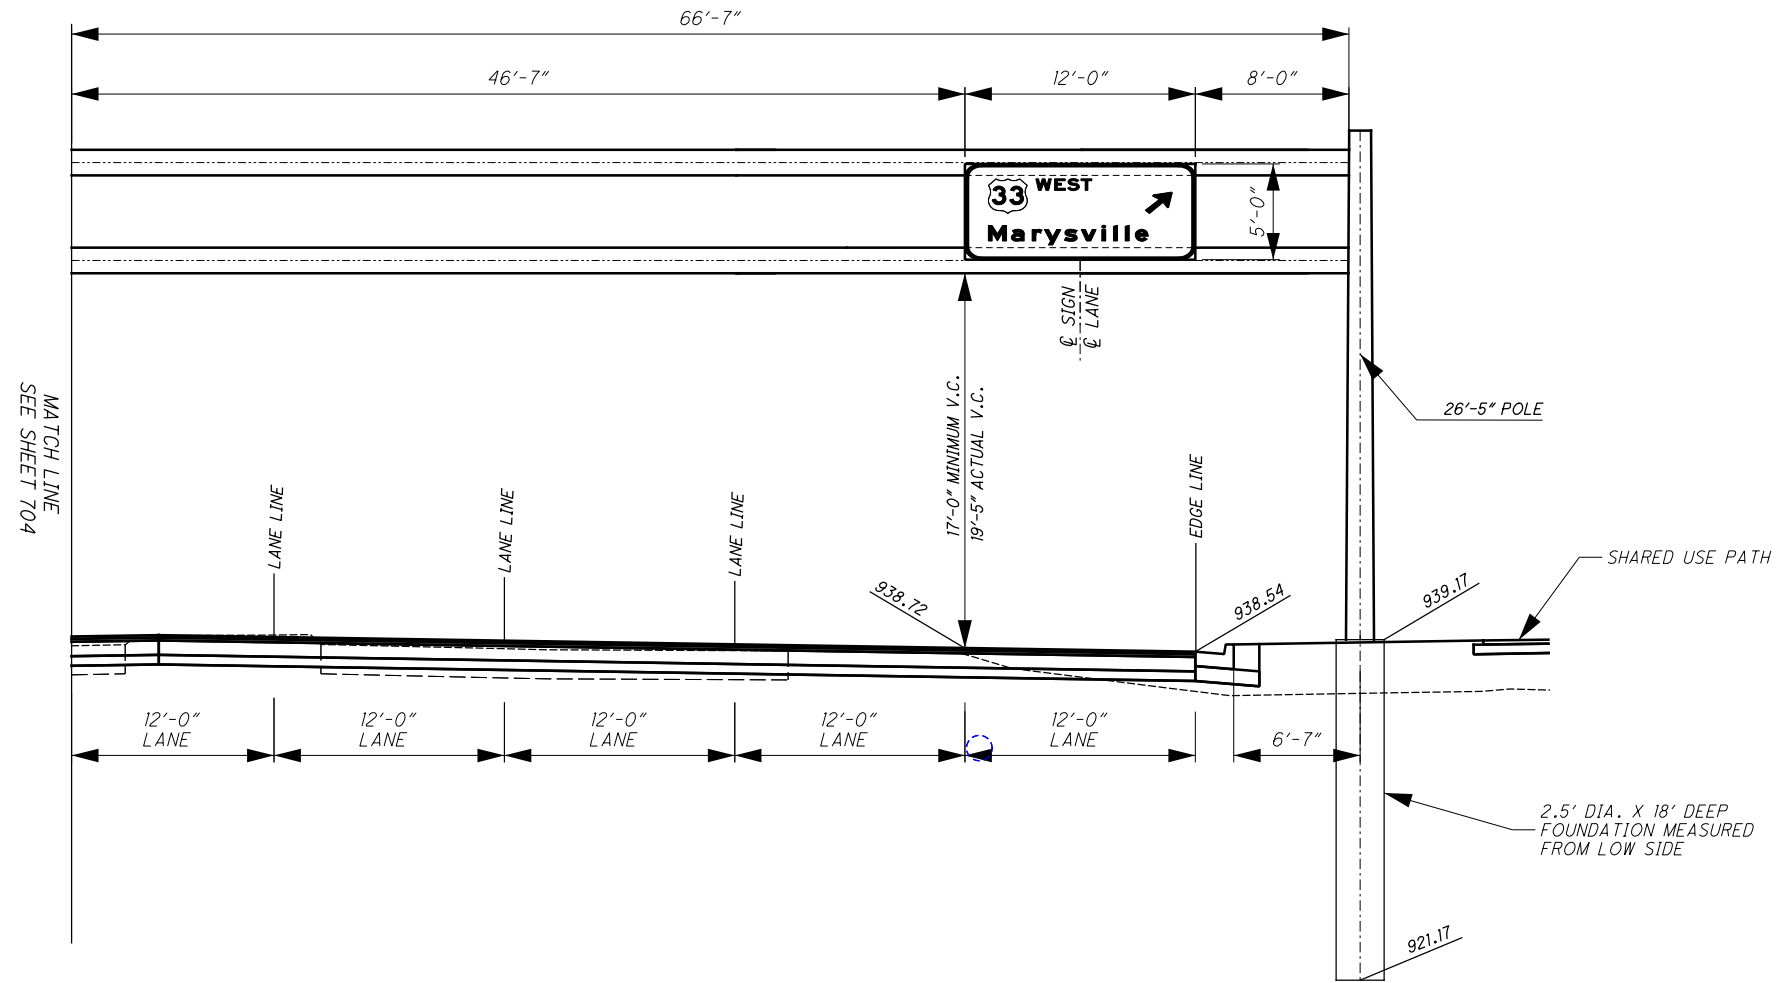 66'-7"
46'-7"
12'-0"
8'-0"
33 WEST
Marysville
5'-0"
℄ SIGN
℄ LANE
MATCH LINE
SEE SHEET 704
17'-0" MINIMUM V.C.
19'-5" ACTUAL V.C.
26'-5" POLE
LANE LINE
LANE LINE
LANE LINE
EDGE LINE
SHARED USE PATH
938.72
938.54
939.17
12'-0"
LANE
12'-0"
LANE
12'-0"
LANE
12'-0"
LANE
12'-0"
LANE
6'-7"
2.5' DIA. X 18' DEEP
FOUNDATION MEASURED
FROM LOW SIDE
921.17